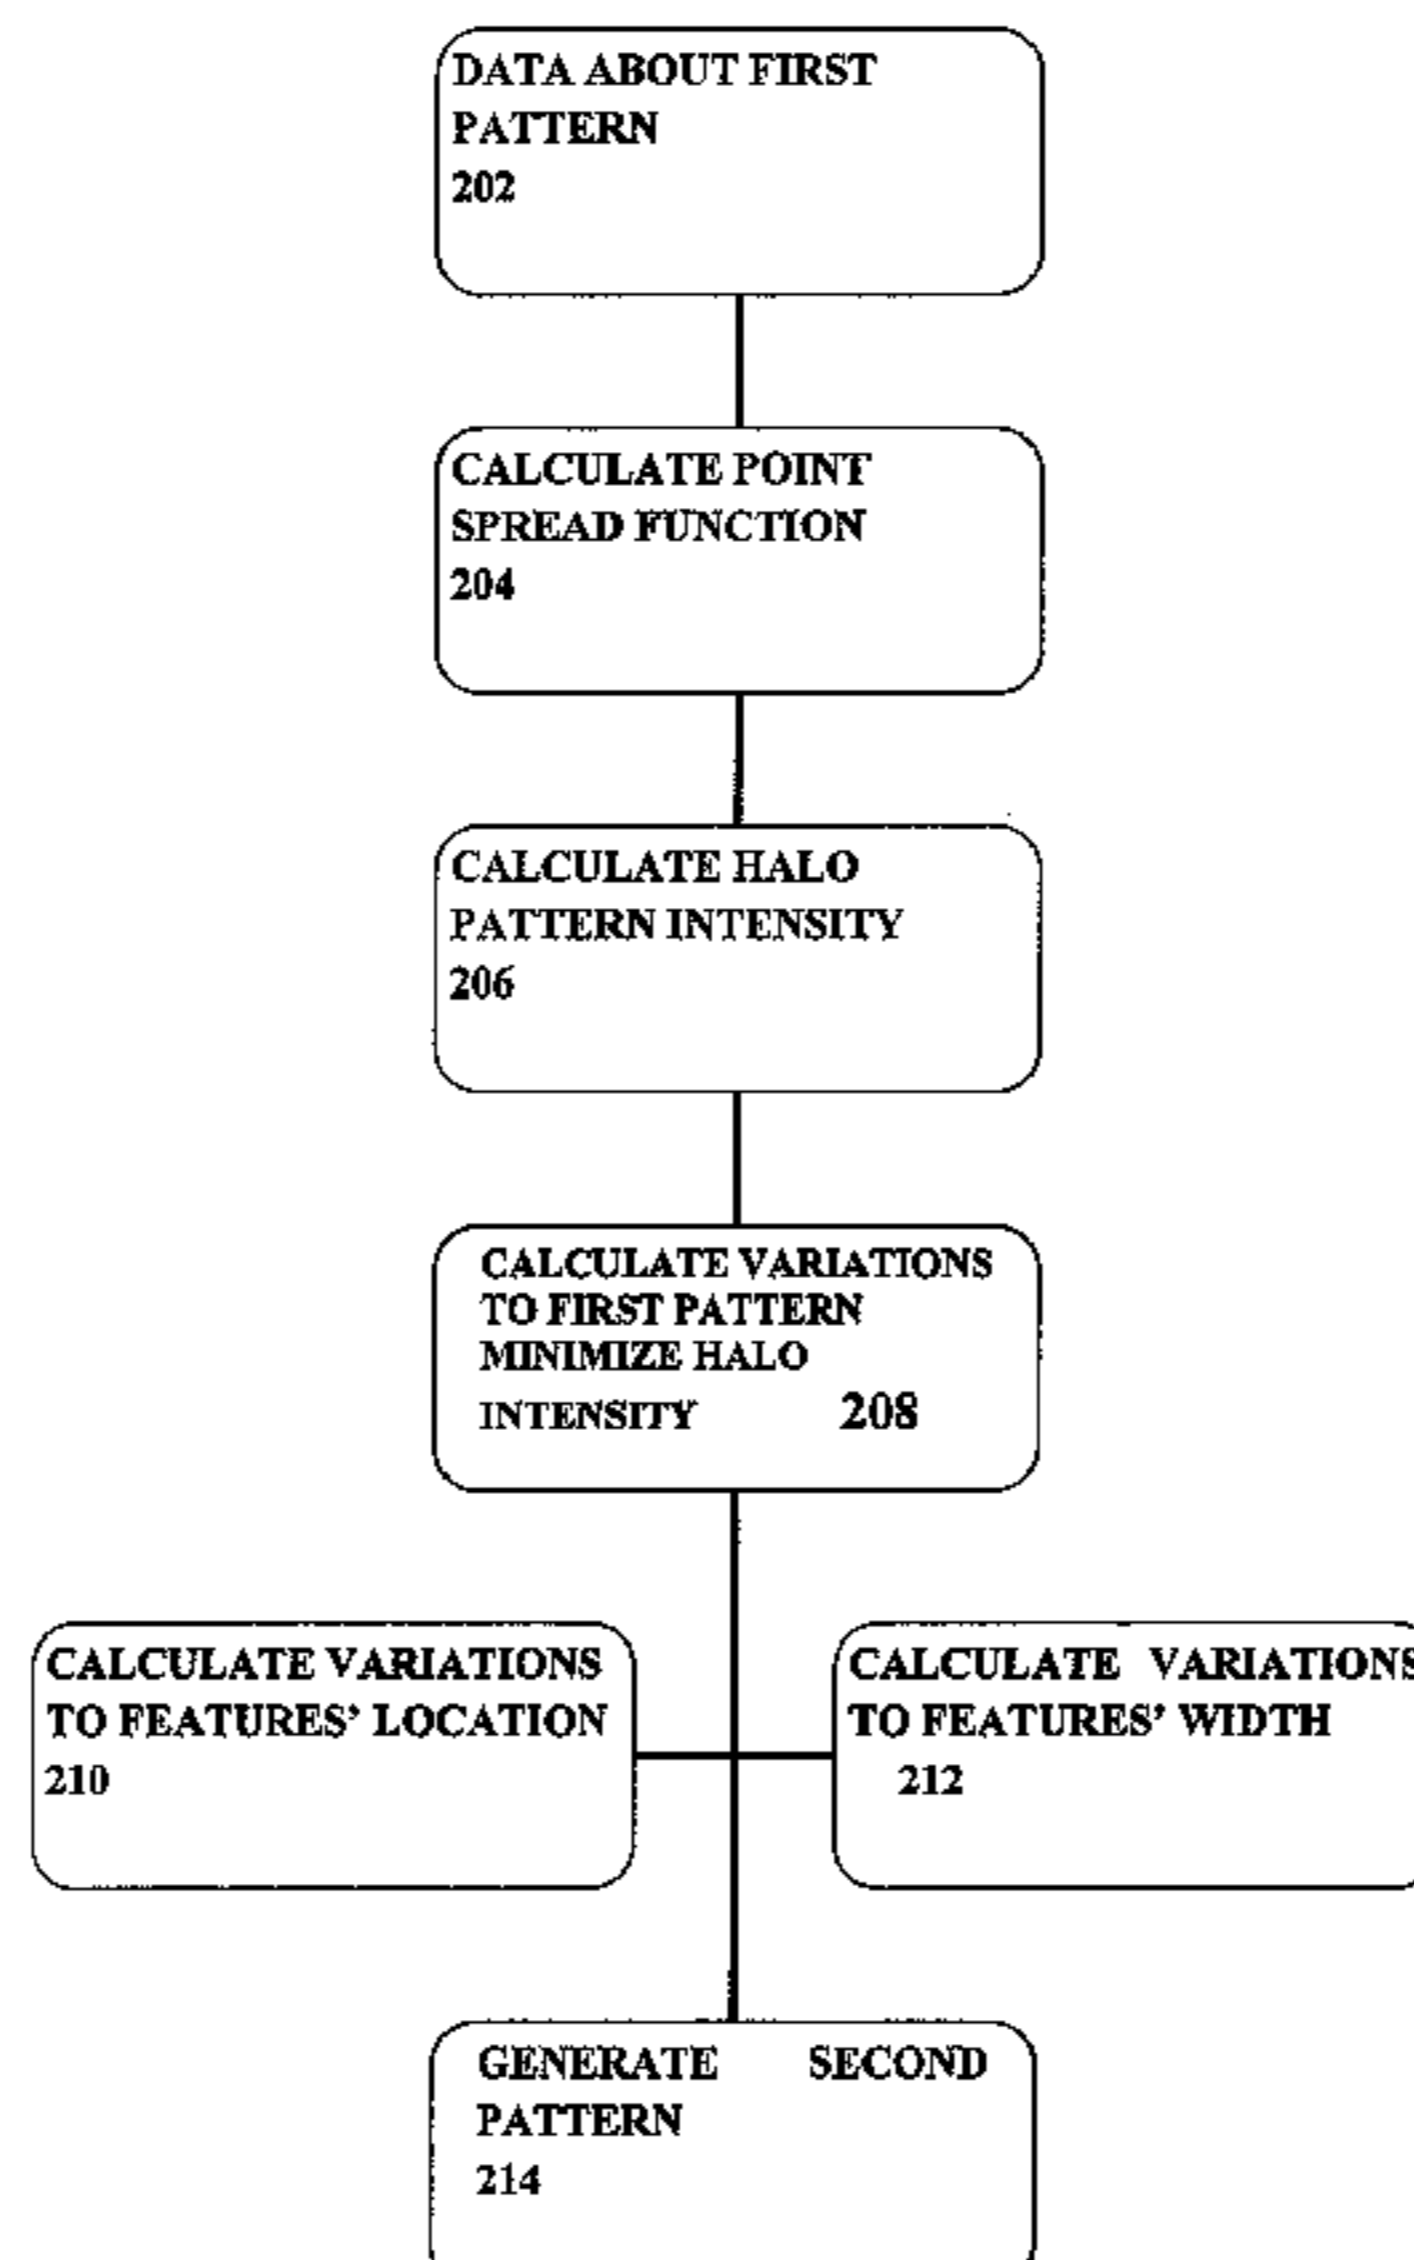 DATA ABOUT FIRST
PATTERN
202
CALCULATE POINT
SPREAD FUNCTION
204
CALCULATE HALO
PATTERN INTENSITY
206
CALCULATE VARIATIONS
TO FIRST PATTERN
MINIMIZE HALO
INTENSITY 208
CALCULATE VARIATIONS
TO FEATURES’ LOCATION
210
CALCULATE VARIATIONS
TO FEATURES’ WIDTH
212
GENERATE SECOND
PATTERN
214